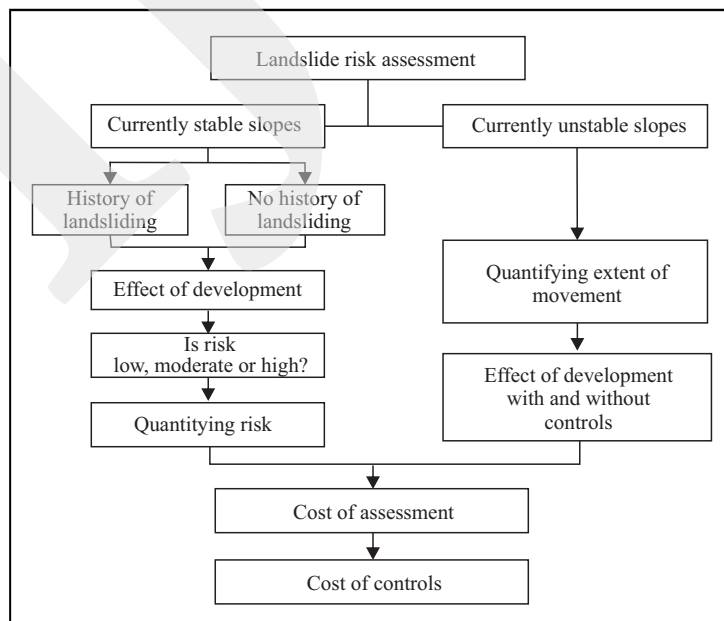 Landslide risk assessment
Currently stable slopes
Currently unstable slopes
History of
landsliding
No history of
landsliding
Effect of development
Is risk
low, moderate or high?
Quantitying risk
Quantifying extent of
movement
Effect of development
with and without
controls
Cost of assessment
Cost of controls